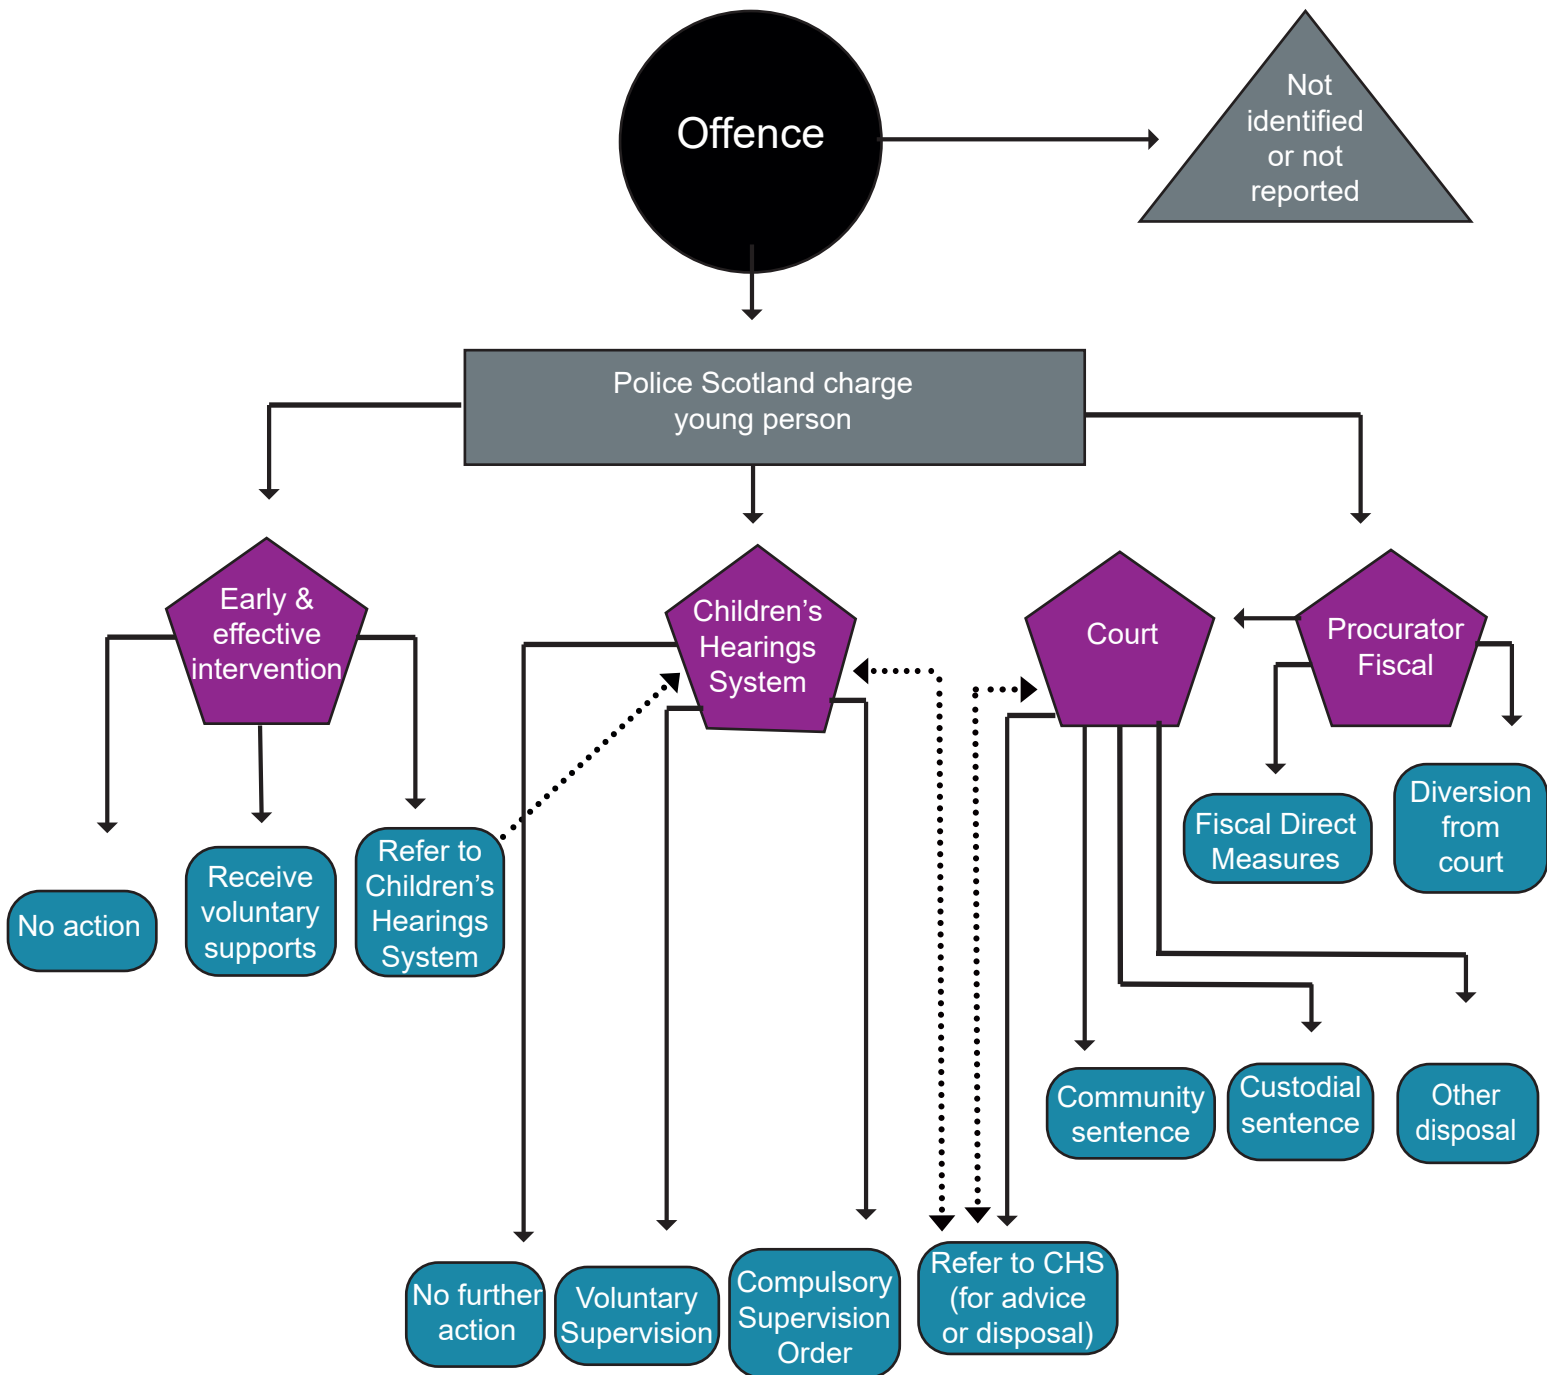 Offence
Not
identified
or not
reported
Police Scotland charge
young person
Early &
effective
intervention
Children’s
Hearings
System
Court
Procurator
Fiscal
No action
Receive
voluntary
supports
Refer to
Children’s
Hearings
System
Fiscal Direct
Measures
Diversion
from
court
Community
sentence
Custodial
sentence
Other
disposal
No further
action
Voluntary
Supervision
Compulsory
Supervision
Order
Refer to CHS
(for advice
or disposal)